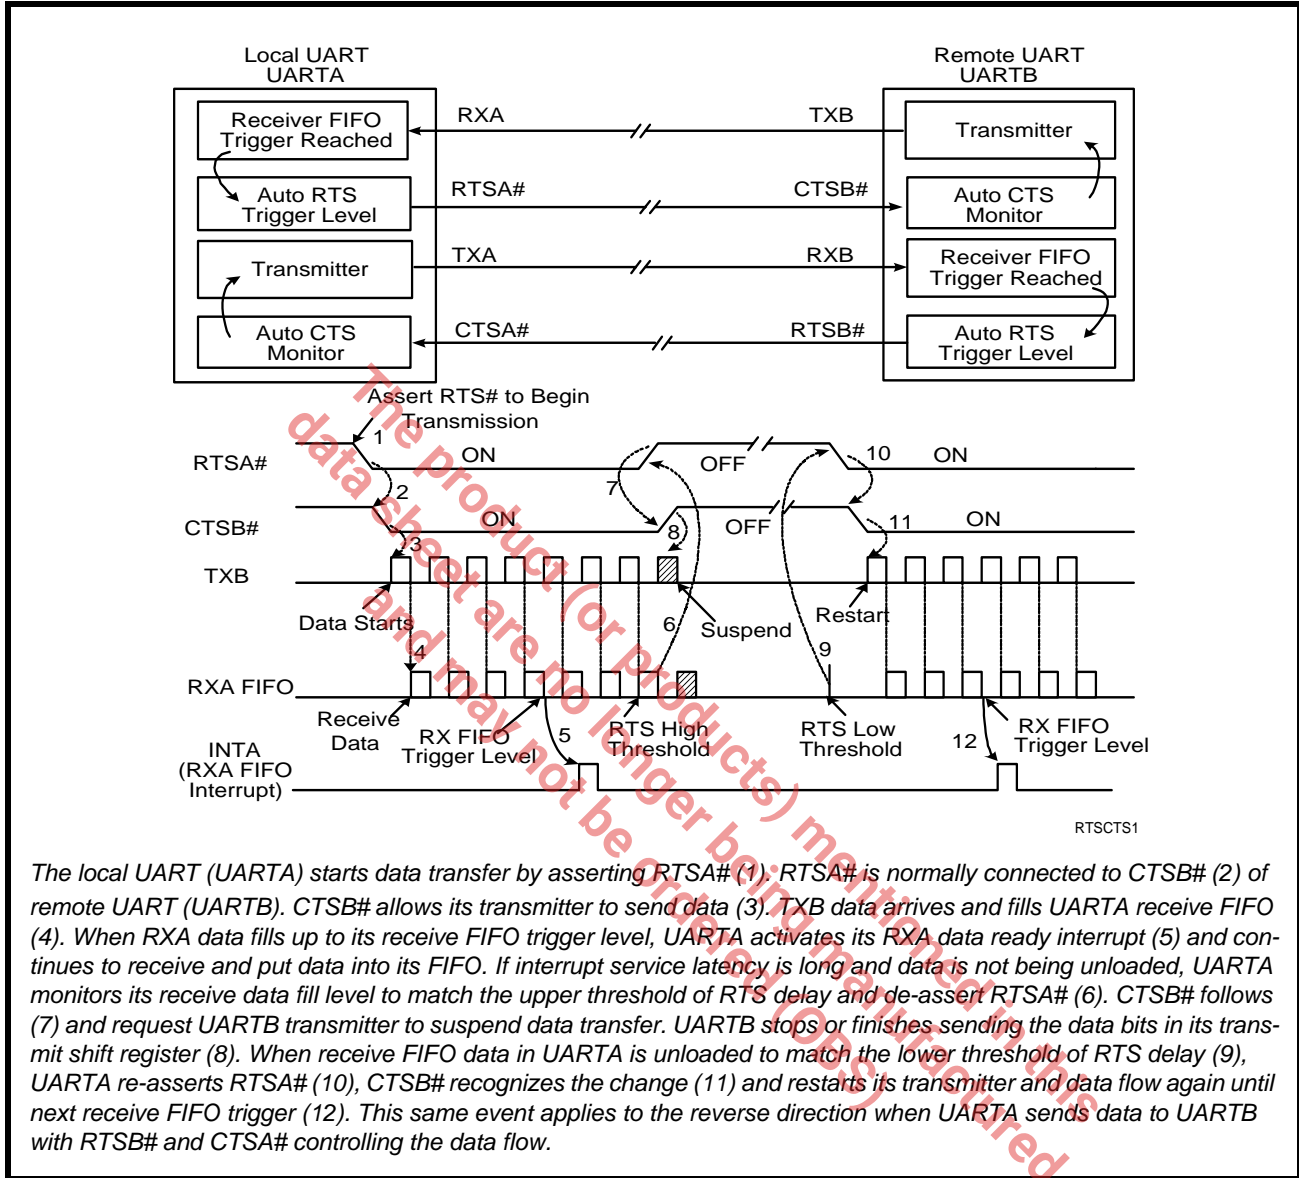 Local UART
UARTA
Remote UART
UARTB
Receiver FIFO
Trigger Reached
RXA
TXB
Transmitter
Auto RTS
Trigger Level
RTSA#
CTSB#
Auto CTS
Monitor
Transmitter
TXA
RXB
Receiver FIFO
Trigger Reached
Auto CTS
Monitor
CTSA#
RTSB#
Auto RTS
Trigger Level
Assert RTS# to Begin
Transmission
RTSA#
1
ON
7
OFF
10
ON
CTSB#
2
ON
8
OFF
11
ON
TXB
3
Data Starts
6
Suspend
Restart
4
9
RXA FIFO
Receive
Data
RX FIFO
Trigger Level
5
RTS High
Threshold
RTS Low
Threshold
12
RX FIFO
Trigger Level
INTA
(RXA FIFO
Interrupt)
RTSCTS1
The local UART (UARTA) starts data transfer by asserting RTSA# (1). RTSA# is normally connected to CTSB# (2) of
remote UART (UARTB). CTSB# allows its transmitter to send data (3). TXB data arrives and fills UARTA receive FIFO
(4). When RXA data fills up to its receive FIFO trigger level, UARTA activates its RXA data ready interrupt (5) and con-
tinues to receive and put data into its FIFO. If interrupt service latency is long and data is not being unloaded, UARTA
monitors its receive data fill level to match the upper threshold of RTS delay and de-assert RTSA# (6). CTSB# follows
(7) and request UARTB transmitter to suspend data transfer. UARTB stops or finishes sending the data bits in its trans-
mit shift register (8). When receive FIFO data in UARTA is unloaded to match the lower threshold of RTS delay (9),
UARTA re-asserts RTSA# (10), CTSB# recognizes the change (11) and restarts its transmitter and data flow again until
next receive FIFO trigger (12). This same event applies to the reverse direction when UARTA sends data to UARTB
with RTSB# and CTSA# controlling the data flow.
The product (or products) mentioned in this
data sheet are no longer being manufactured
and may not be ordered (OBS)